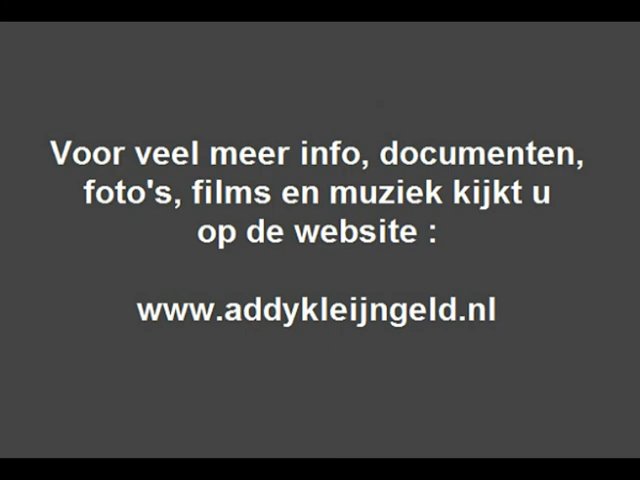 Voor veel meer info, documenten,
foto's, films en muziek kijkt u
op de website :
www.addykleijngeld.nl